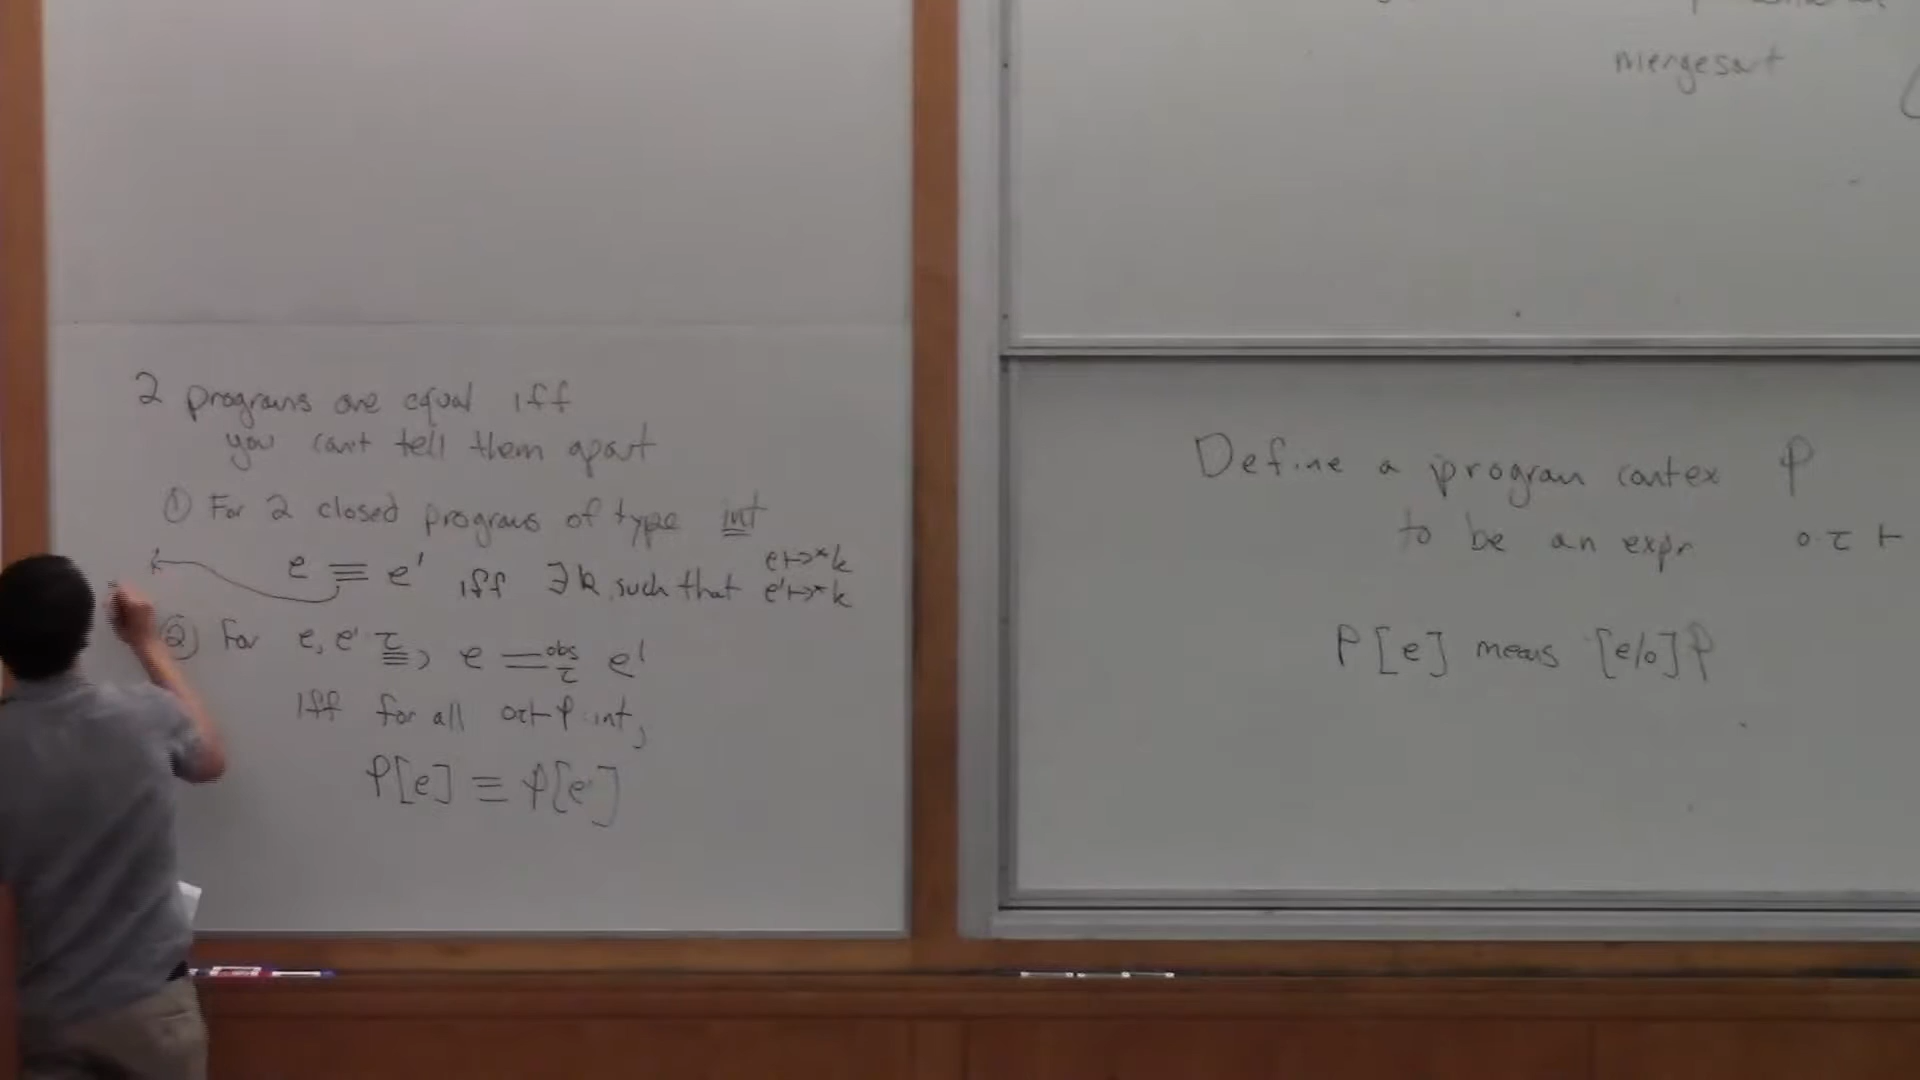 2 programs are equal iff
you can't tell them apart
① For 2 closed programs of type int
e ≡ e' iff ∃k such that e↦*k e'↦*k
② For e, e' τ, e =obs τ e'
iff for all o:τ ⊢ P int,
P[e] ≡ P[e']
mergesort
Define a program contex P
to be an expr o:τ ⊢
P[e] means [e/o]P